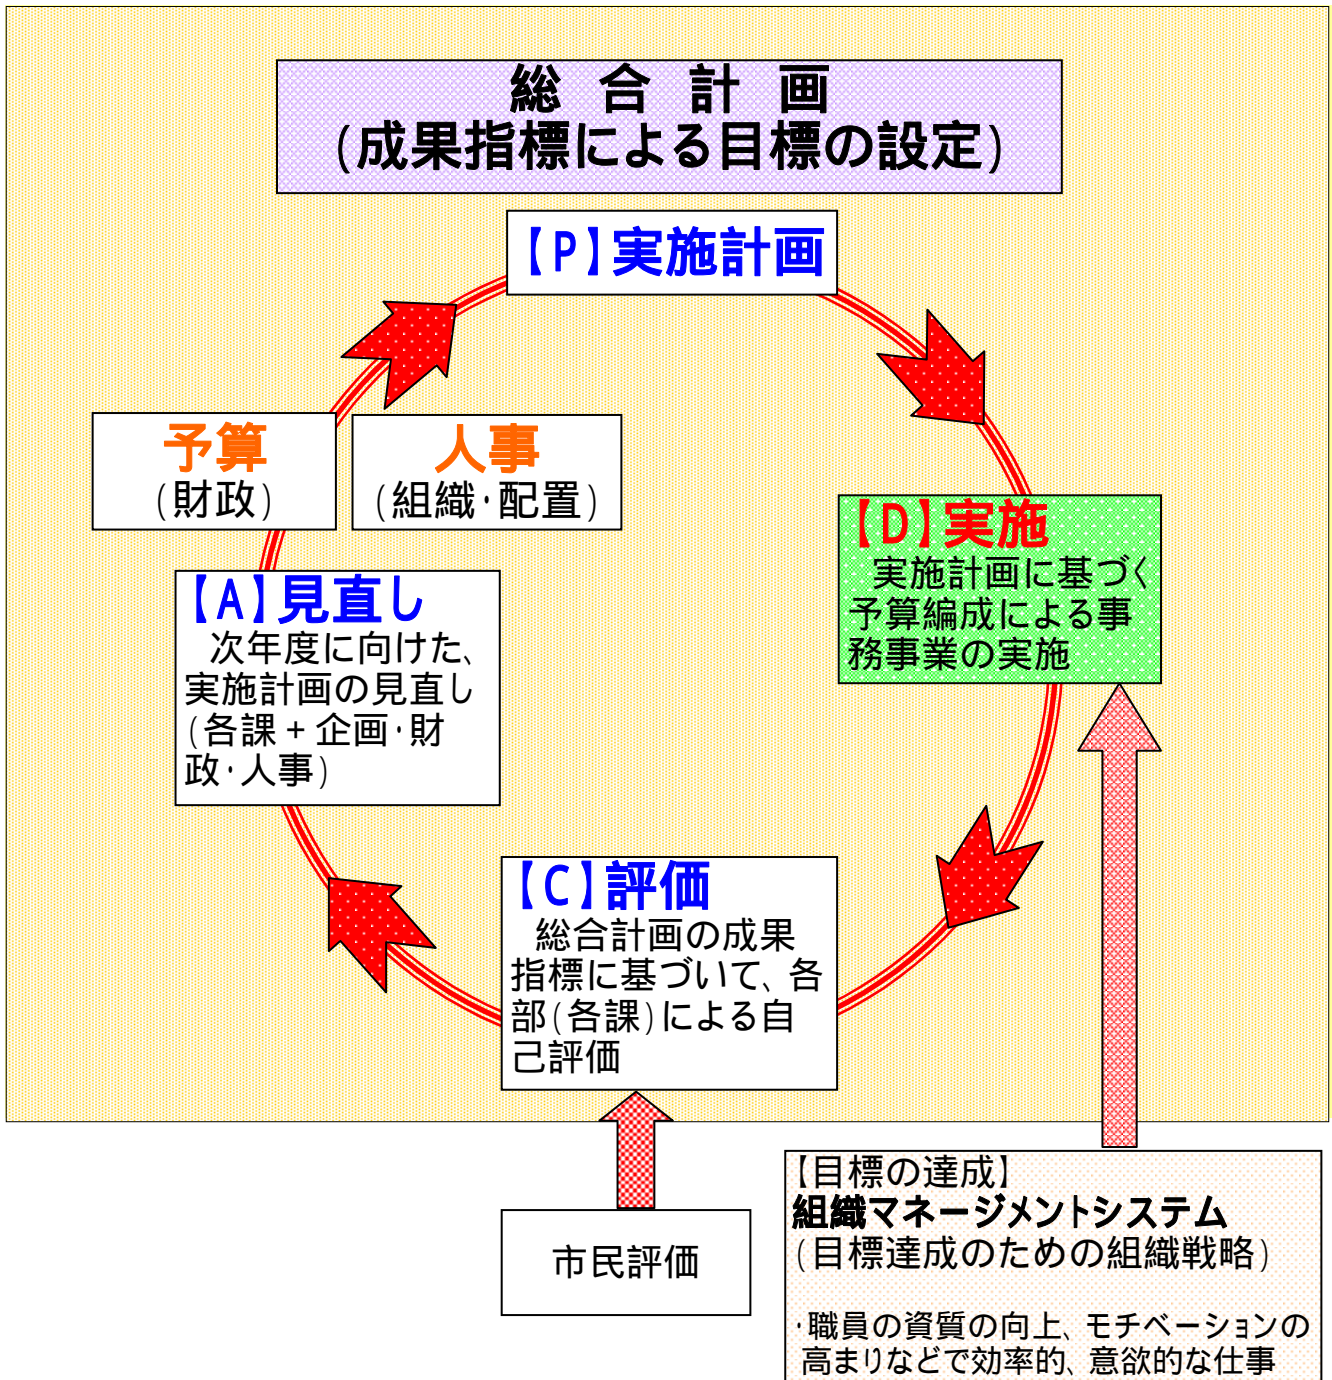 総 合 計 画
(成果指標による目標の設定)
【P】実施計画
予算
(財政)
人事
(組織・配置)
【D】実施
実施計画に基づく
予算編成による事
務事業の実施
【A】見直し
次年度に向けた、
実施計画の見直し
(各課+企画・財
政・人事)
【C】評価
総合計画の成果
指標に基づいて、各
部(各課)による自
己評価
市民評価
【目標の達成】
組織マネージメントシステム
(目標達成のための組織戦略)
・職員の資質の向上、モチベーションの
高まりなどで効率的、意欲的な仕事